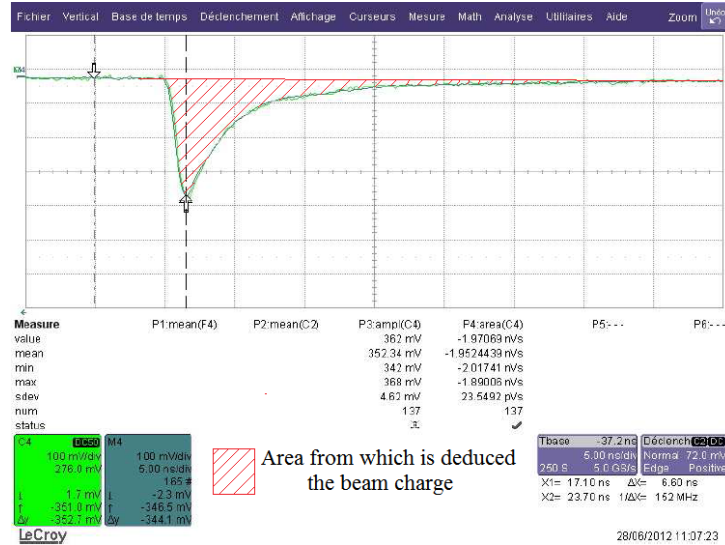 Fichier Vertical Base de temps Déclenchement Affichage Curseurs Mesure Math Analyse Utilitaires Aide Zoom Undo
Measure P1:mean(F4) P2:mean(C2) P3:ampl(C4) P4:area(C4) P5:- - - P6:- - -
value 362 mV -1.97069 nVs
mean 352.34 mV -1.9524439 nVs
min 342 mV -2.01741 nVs
max 368 mV -1.89006 nVs
sdev 4.62 mV 23.5492 pVs
num 137 137
status
C4 DC50 M4
100 mV/div 100 mV/div
276.0 mV 5.00 ns/div
165 #
1.7 mV -2.3 mV
-351.0 mV -346.5 mV
Δy -352.7 mV Δy -344.1 mV
Area from which is deduced
the beam charge
Tbase -37.2 ns Déclench C2 DC
5.00 ns/div Normal 72.0 mV
250 S 5.0 GS/s Edge Positive
X1= 17.10 ns ΔX= 6.60 ns
X2= 23.70 ns 1/ΔX= 152 MHz
LeCroy
28/06/2012 11:07:23